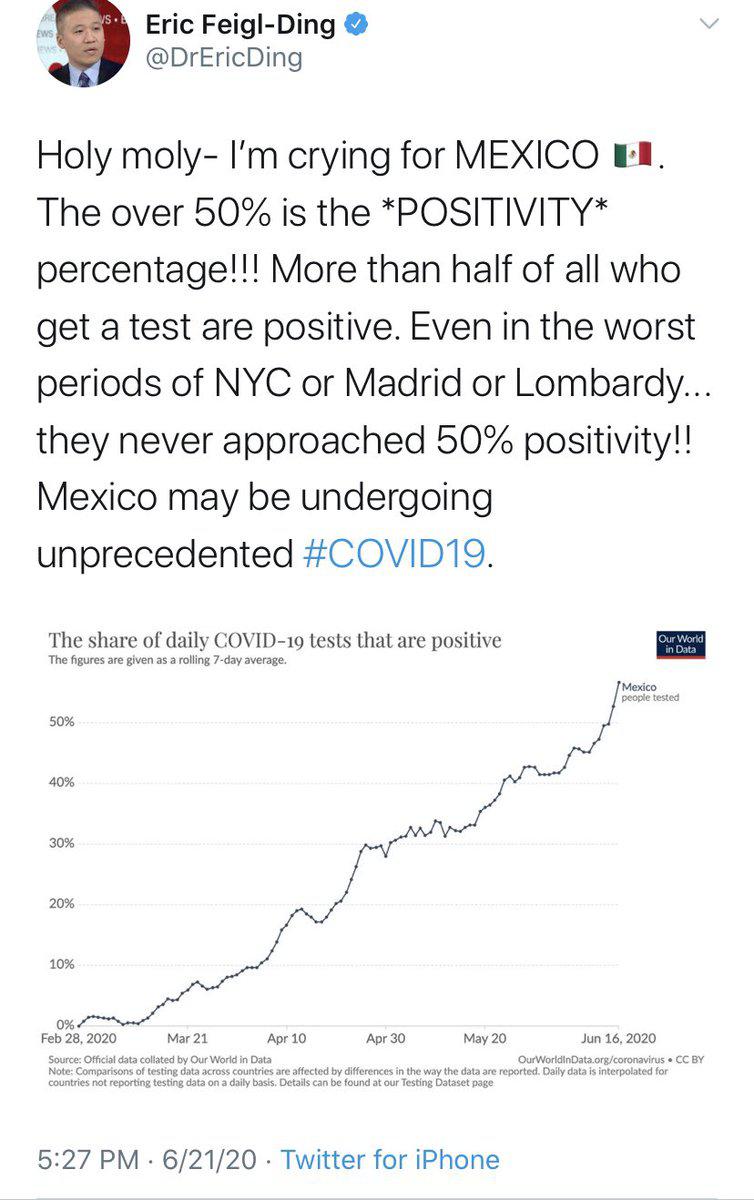 Eric Feigl-Ding
@DrEricDing
Holy moly- I’m crying for MEXICO 🇲🇽.
The over 50% is the *POSITIVITY*
percentage!!! More than half of all who
get a test are positive. Even in the worst
periods of NYC or Madrid or Lombardy...
they never approached 50% positivity!!
Mexico may be undergoing
unprecedented #COVID19.
The share of daily COVID-19 tests that are positive
The figures are given as a rolling 7-day average.
Our World
in Data
Mexico
people tested
50%
40%
30%
20%
10%
0%
Feb 28, 2020 Mar 21 Apr 10 Apr 30 May 20 Jun 16, 2020
Source: Official data collated by Our World in Data OurWorldInData.org/coronavirus • CC BY
Note: Comparisons of testing data across countries are affected by differences in the way the data are reported. Daily data is interpolated for
countries not reporting testing data on a daily basis. Details can be found at our Testing Dataset page
5:27 PM · 6/21/20 · Twitter for iPhone